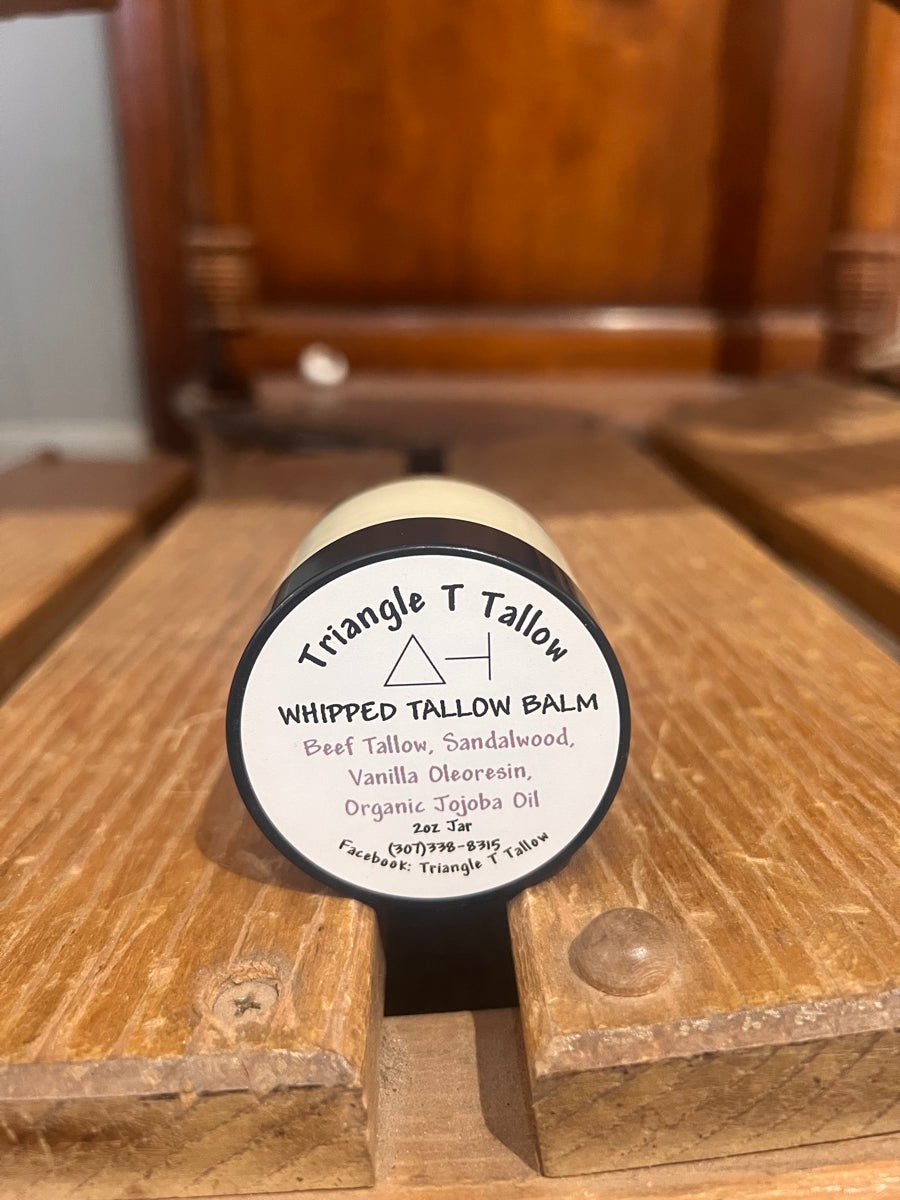 Triangle T Tallow
WHIPPED TALLOW BALM
Beef Tallow, Sandalwood,
Vanilla Oleoresin,
Organic Jojoba Oil
2oz Jar
(307)338-8315
Facebook: Triangle T Tallow